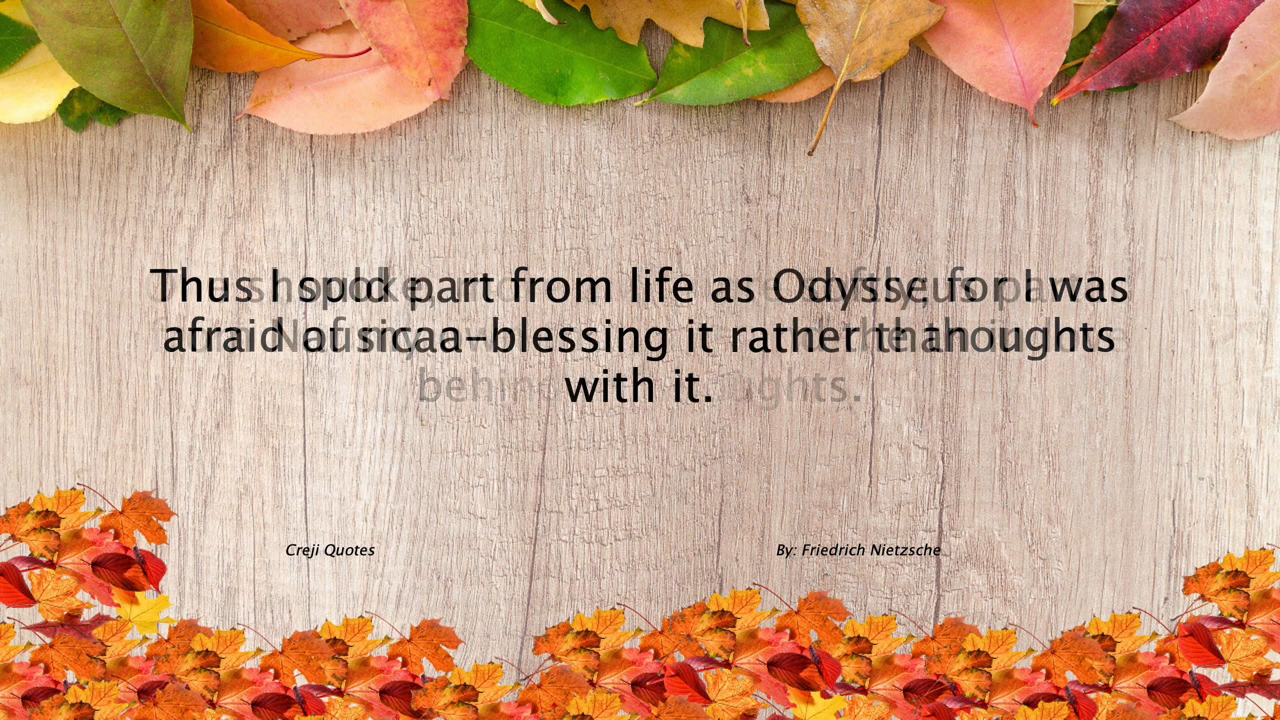 Thus I should part from life as Odysseus for I was
afraid of Nausicaa-blessing it rather than thoughts
with it.
Creji Quotes
By: Friedrich Nietzsche